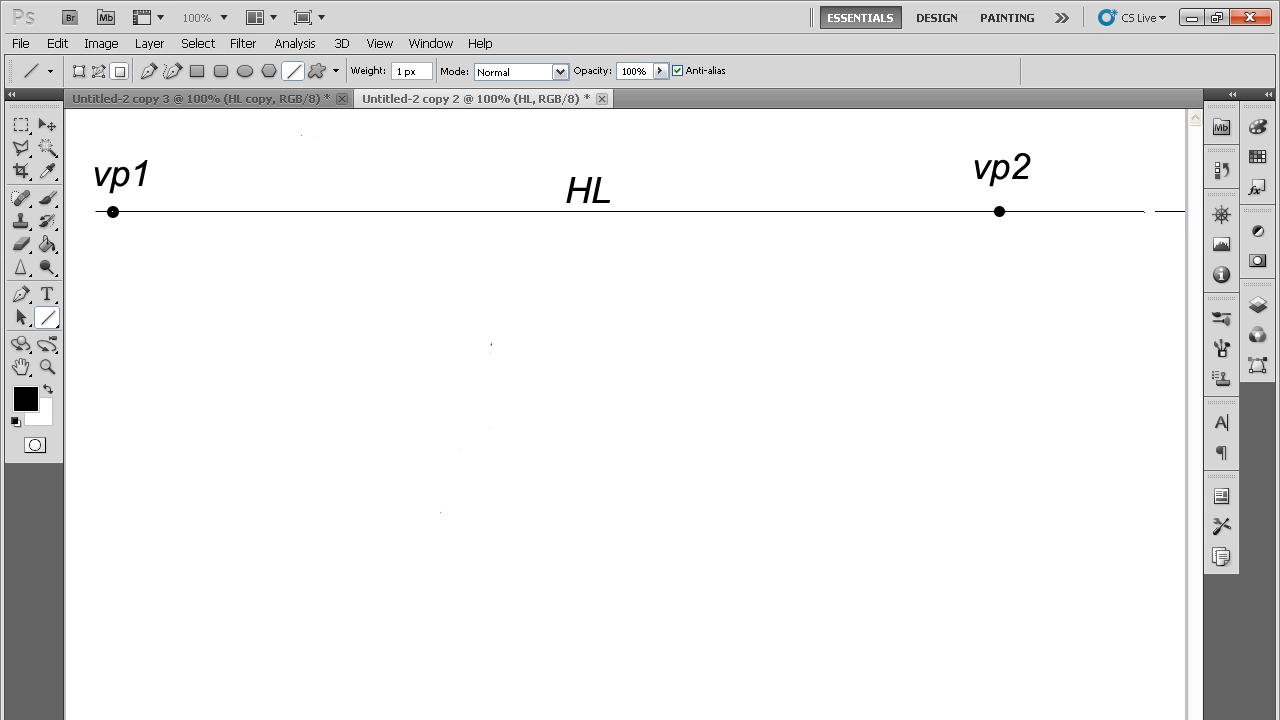 Ps Br Mb 100% ESSENTIALS DESIGN PAINTING CS Live
File Edit Image Layer Select Filter Analysis 3D View Window Help
Weight: 1 px Mode: Normal Opacity: 100% Anti-alias
Untitled-2 copy 3 @ 100% (HL copy, RGB/8) * Untitled-2 copy 2 @ 100% (HL, RGB/8) *
Mb
vp1 HL vp2
T
A